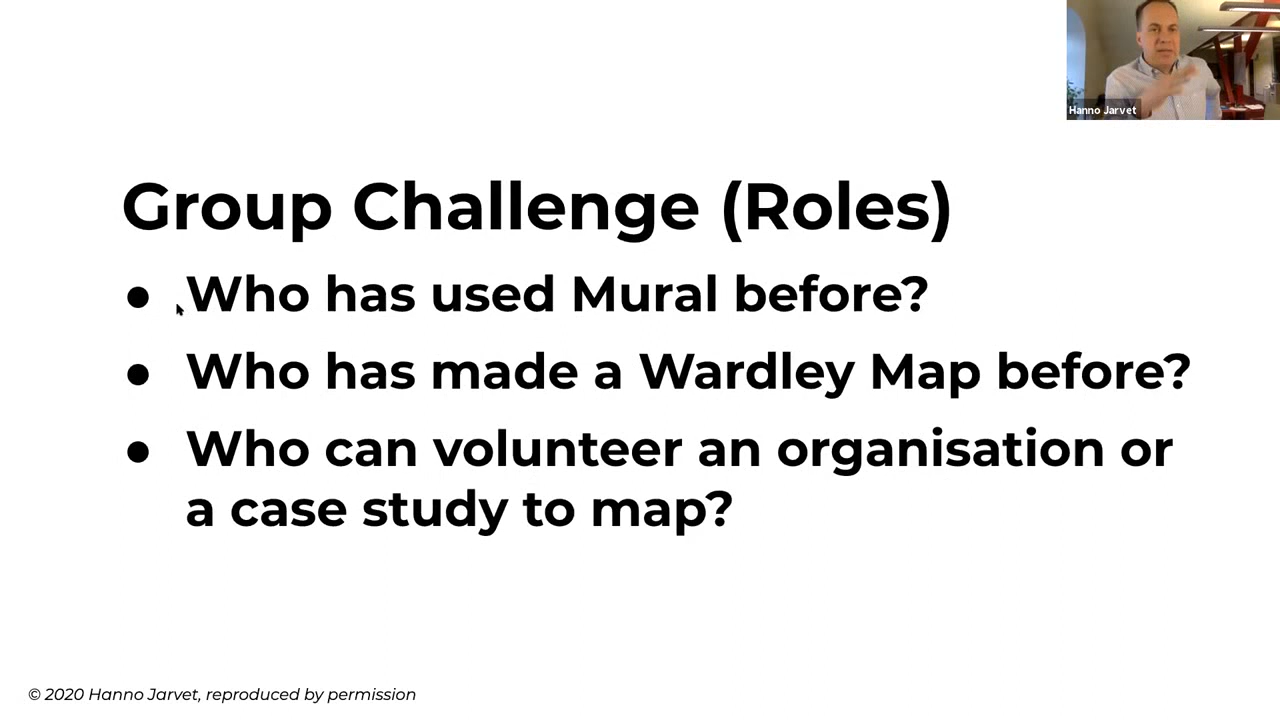 Hanno Jarvet
Group Challenge (Roles)
● Who has used Mural before?
● Who has made a Wardley Map before?
● Who can volunteer an organisation or
a case study to map?
© 2020 Hanno Jarvet, reproduced by permission